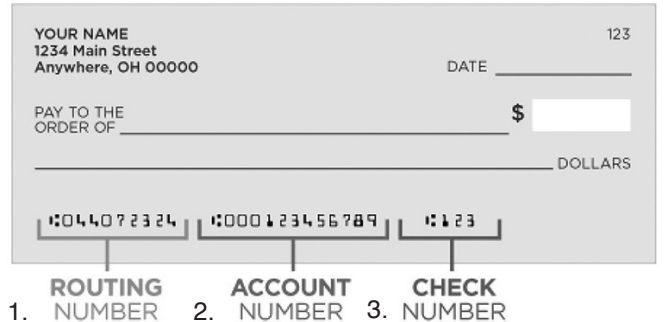 YOUR NAME 123
1234 Main Street
Anywhere, OH 00000
DATE
PAY TO THE
ORDER OF $
DOLLARS
⑆044072324 ⑆000123456789 ⑆123
ROUTING ACCOUNT CHECK
1. NUMBER 2. NUMBER 3. NUMBER